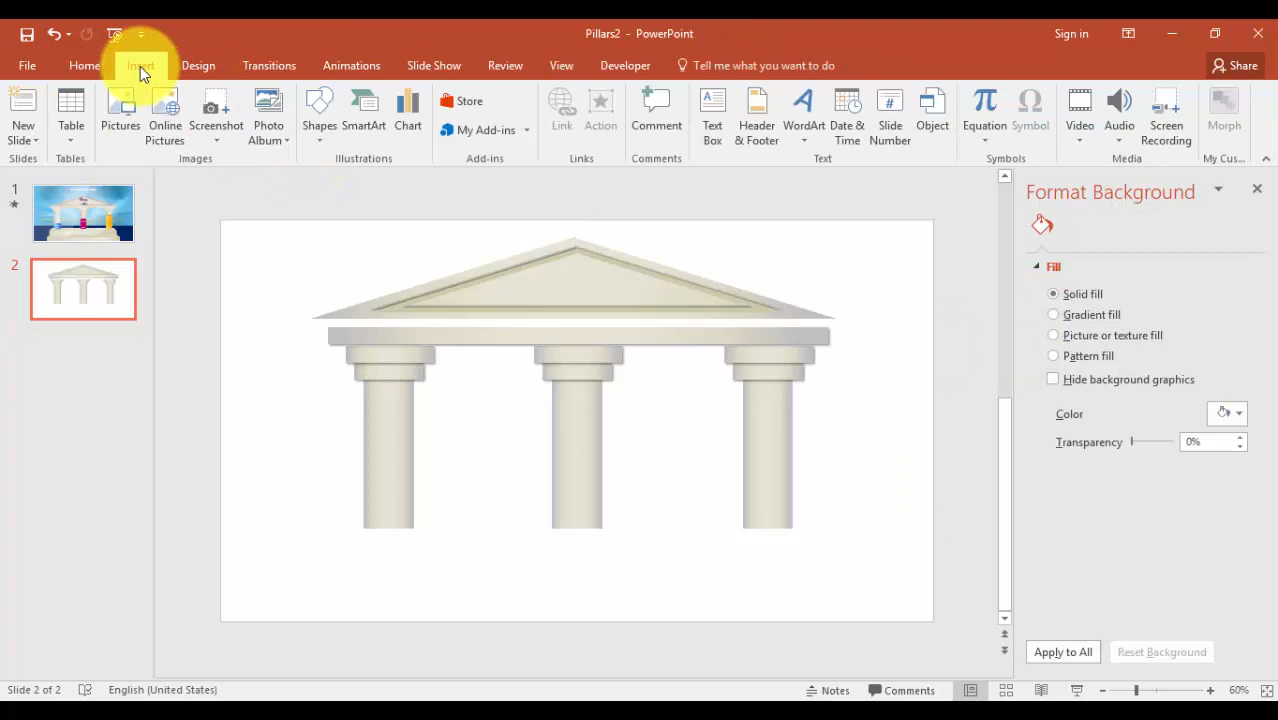 Pillars2 - PowerPoint
Sign in
File Home Insert Design Transitions Animations Slide Show Review View Developer Tell me what you want to do Share
New Slide
Table
Pictures
Online Pictures
Screenshot
Photo Album
Shapes
SmartArt
Chart
Store
My Add-ins
Link
Action
Comment
Text Box
Header & Footer
WordArt
Date & Time
Slide Number
Object
Equation
Symbol
Video
Audio
Screen Recording
Morph
Slides Tables Images Illustrations Add-ins Links Comments Text Symbols Media My Cus...
1
2
Format Background
Fill
Solid fill
Gradient fill
Picture or texture fill
Pattern fill
Hide background graphics
Color
Transparency 0%
Apply to All Reset Background
Slide 2 of 2 English (United States) Notes Comments 60%